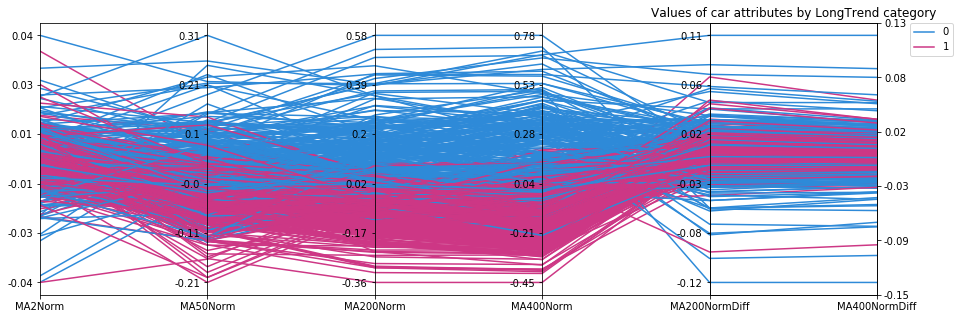 Values of car attributes by LongTrend category
0
1
0.04 0.31 0.58 0.78 0.11 0.13
0.03 0.21 0.39 0.53 0.06 0.08
0.01 0.1 0.2 0.28 0.02 0.02
-0.01 -0.0 0.02 0.04 -0.03 -0.03
-0.03 -0.11 -0.17 -0.21 -0.08 -0.09
-0.04 -0.21 -0.36 -0.45 -0.12 -0.15
MA2Norm MA50Norm MA200Norm MA400Norm MA200NormDiff MA400NormDiff